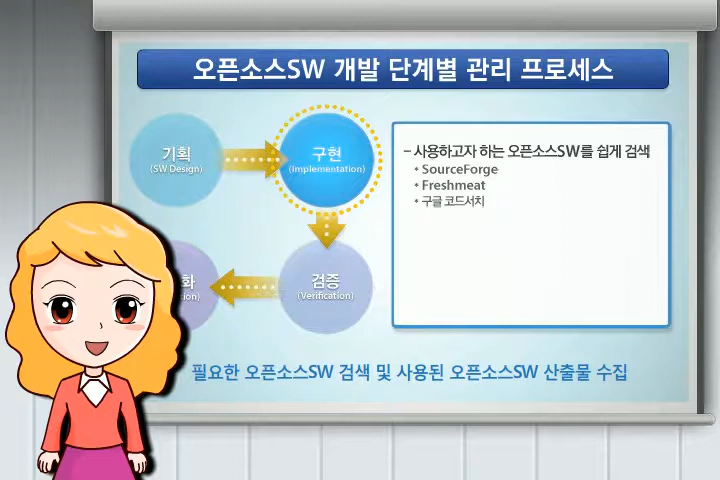 오픈소스SW 개발 단계별 관리 프로세스
기획
(SW Design)
구현
(Implementation)
- 사용하고자 하는 오픈소스SW를 쉽게 검색
• SourceForge
• Freshmeat
• 구글 코드서치
화
ion)
검증
(Verification)
필요한 오픈소스SW 검색 및 사용된 오픈소스SW 산출물 수집